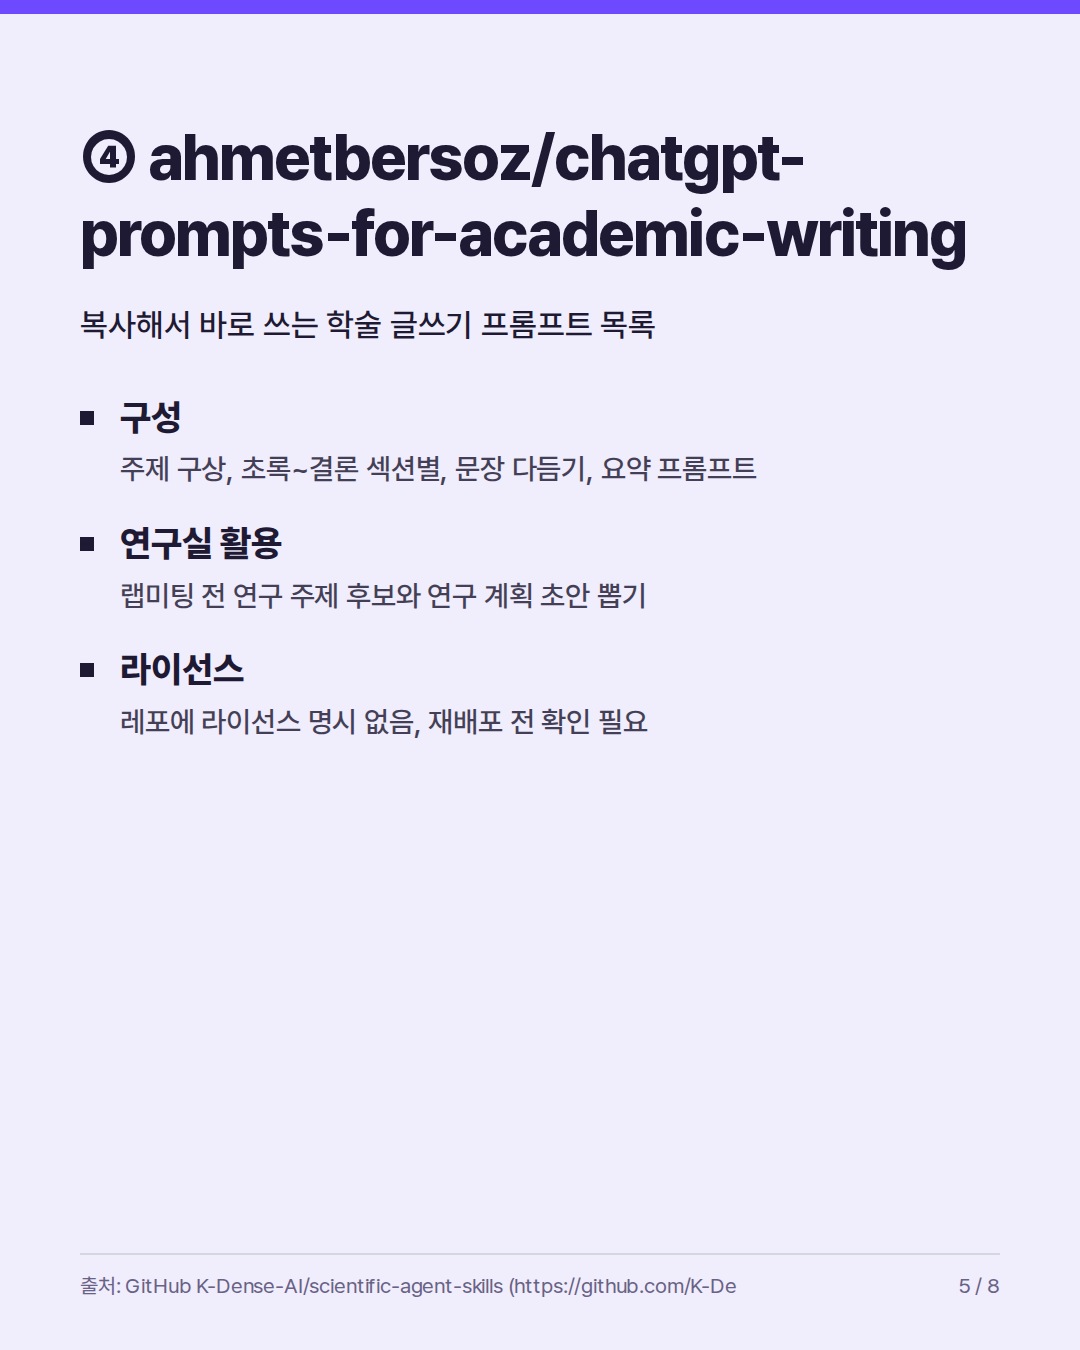 ④ ahmetbersoz/chatgpt-
prompts-for-academic-writing
복사해서 바로 쓰는 학술 글쓰기 프롬프트 목록
■ 구성
주제 구상, 초록~결론 섹션별, 문장 다듬기, 요약 프롬프트
■ 연구실 활용
랩미팅 전 연구 주제 후보와 연구 계획 초안 뽑기
■ 라이선스
레포에 라이선스 명시 없음, 재배포 전 확인 필요
출처: GitHub K-Dense-AI/scientific-agent-skills (https://github.com/K-De
5 / 8